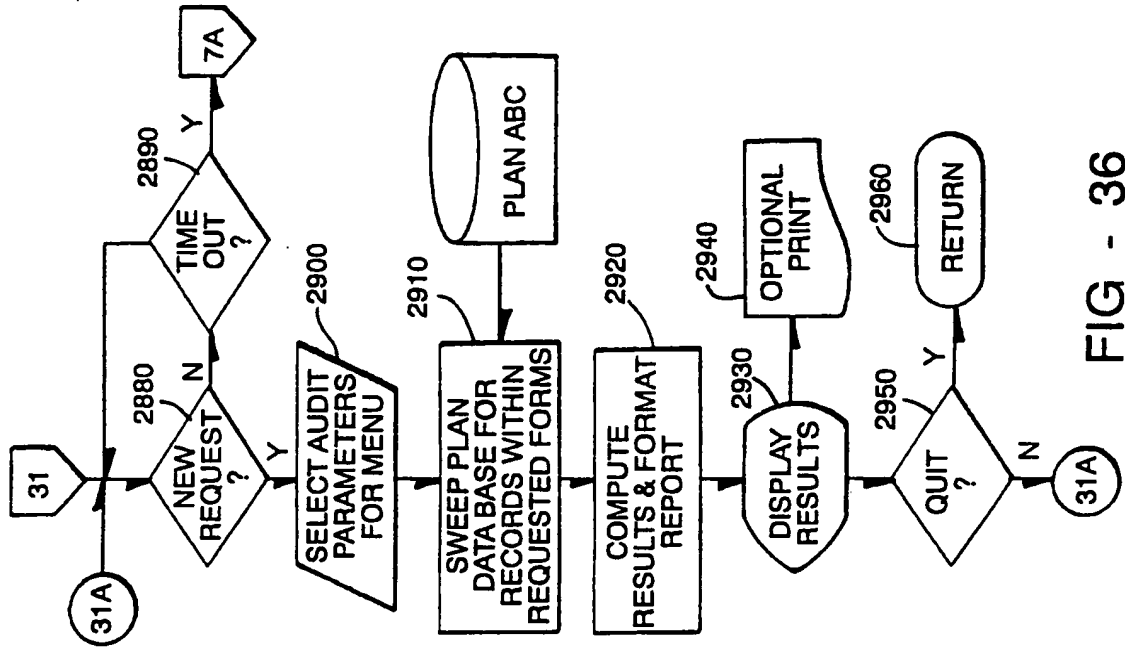 31
31A
NEW
REQUEST
?
2880
N
Y
TIME
OUT
?
2890
Y
7A
SELECT AUDIT
PARAMETERS
FOR MENU
2900
SWEEP PLAN
DATA BASE FOR
RECORDS WITHIN
REQUESTED FORMS
2910
PLAN ABC
COMPUTE
RESULTS & FORMAT
REPORT
2920
DISPLAY
RESULTS
2930
OPTIONAL
PRINT
2940
QUIT
?
2950
Y
N
RETURN
2960
31A
FIG - 36